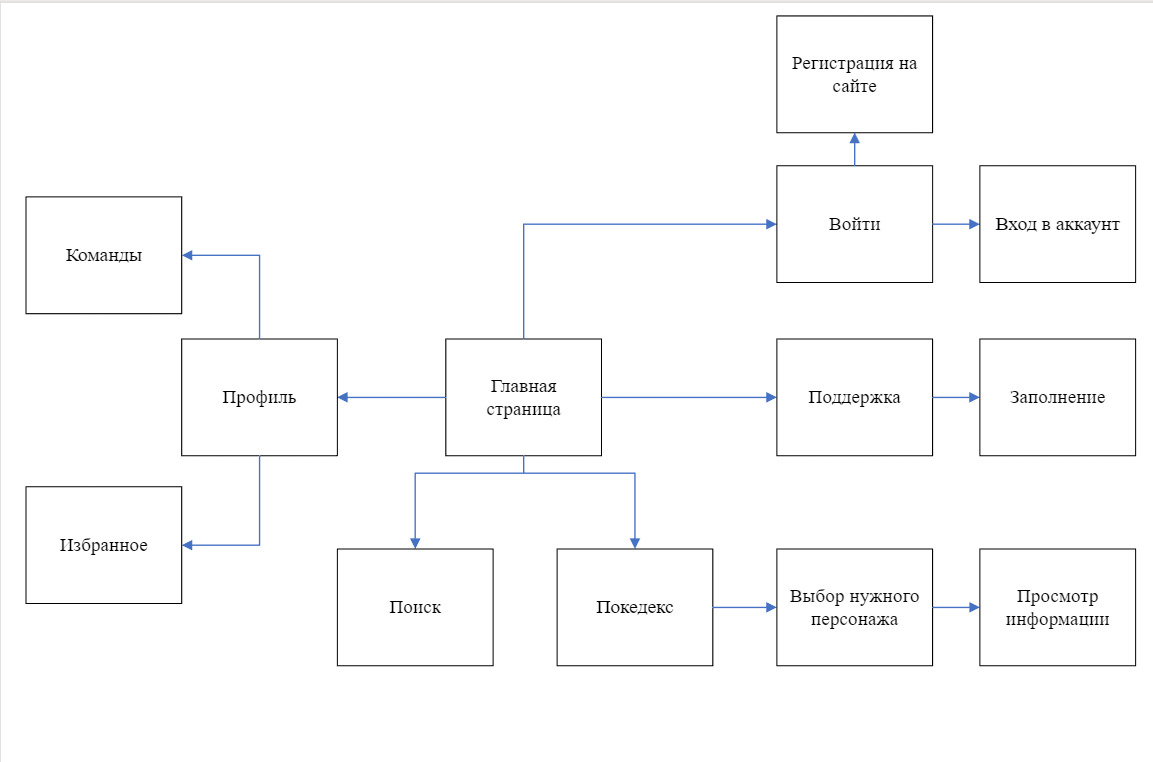 Регистрация на
сайте
Войти
Вход в аккаунт
Команды
Профиль
Главная
страница
Поддержка
Заполнение
Избранное
Поиск
Покедекс
Выбор нужного
персонажа
Просмотр
информации